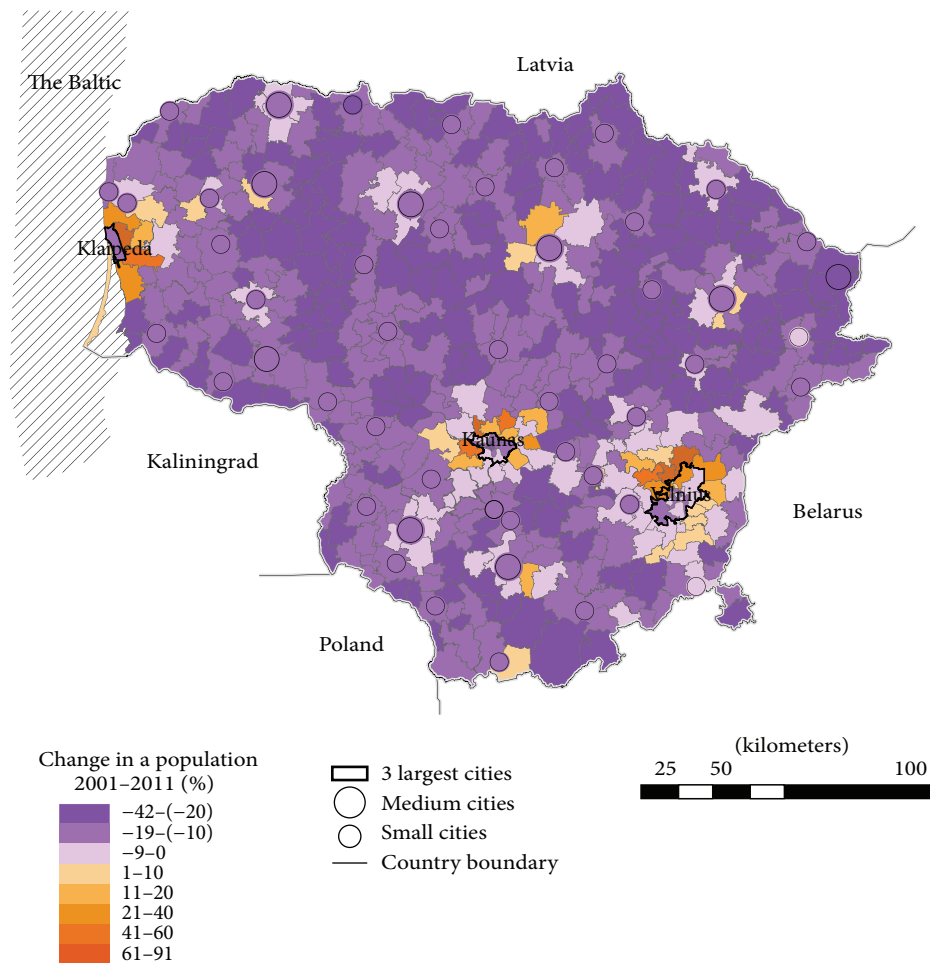 Latvia
The Baltic
Klaipedà
Kaunas
Kaliningrad
Vilnius
Belarus
Poland
Change in a population
2001–2011 (%)
−42–(−20)
−19–(−10)
−9–0
1–10
11–20
21–40
41–60
61–91
3 largest cities
Medium cities
Small cities
Country boundary
(kilometers)
25 50 100